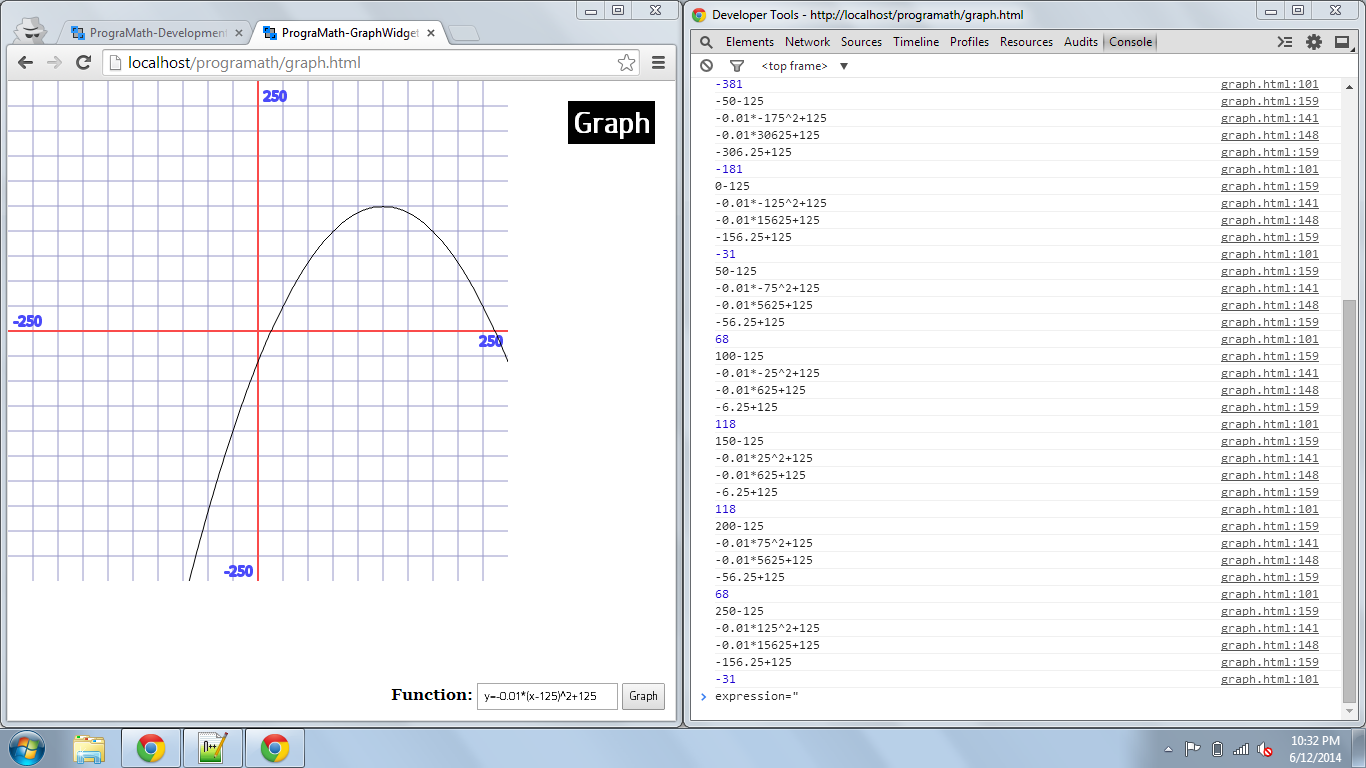 PrograMath-Development
PrograMath-GraphWidget
localhost/programath/graph.html
250
Graph
-250
250
-250
Function: y=-0.01*(x-125)^2+125 Graph
Developer Tools - http://localhost/programath/graph.html
Elements Network Sources Timeline Profiles Resources Audits Console
<top frame>
-381 graph.html:101
-50-125 graph.html:159
-0.01*-175^2+125 graph.html:141
-0.01*30625+125 graph.html:148
-306.25+125 graph.html:159
-181 graph.html:101
0-125 graph.html:159
-0.01*-125^2+125 graph.html:141
-0.01*15625+125 graph.html:148
-156.25+125 graph.html:159
-31 graph.html:101
50-125 graph.html:159
-0.01*-75^2+125 graph.html:141
-0.01*5625+125 graph.html:148
-56.25+125 graph.html:159
68 graph.html:101
100-125 graph.html:159
-0.01*-25^2+125 graph.html:141
-0.01*625+125 graph.html:148
-6.25+125 graph.html:159
118 graph.html:101
150-125 graph.html:159
-0.01*25^2+125 graph.html:141
-0.01*625+125 graph.html:148
-6.25+125 graph.html:159
118 graph.html:101
200-125 graph.html:159
-0.01*75^2+125 graph.html:141
-0.01*5625+125 graph.html:148
-56.25+125 graph.html:159
68 graph.html:101
250-125 graph.html:159
-0.01*125^2+125 graph.html:141
-0.01*15625+125 graph.html:148
-156.25+125 graph.html:159
-31 graph.html:101
> expression="
10:32 PM
6/12/2014